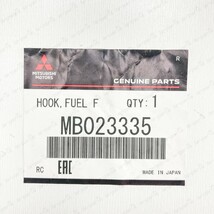 R
MITSUBISHI
MOTORS
GENUINE PARTS
HOOK,FUEL F QTY:1
MB023335
RC EAC MADE IN JAPAN